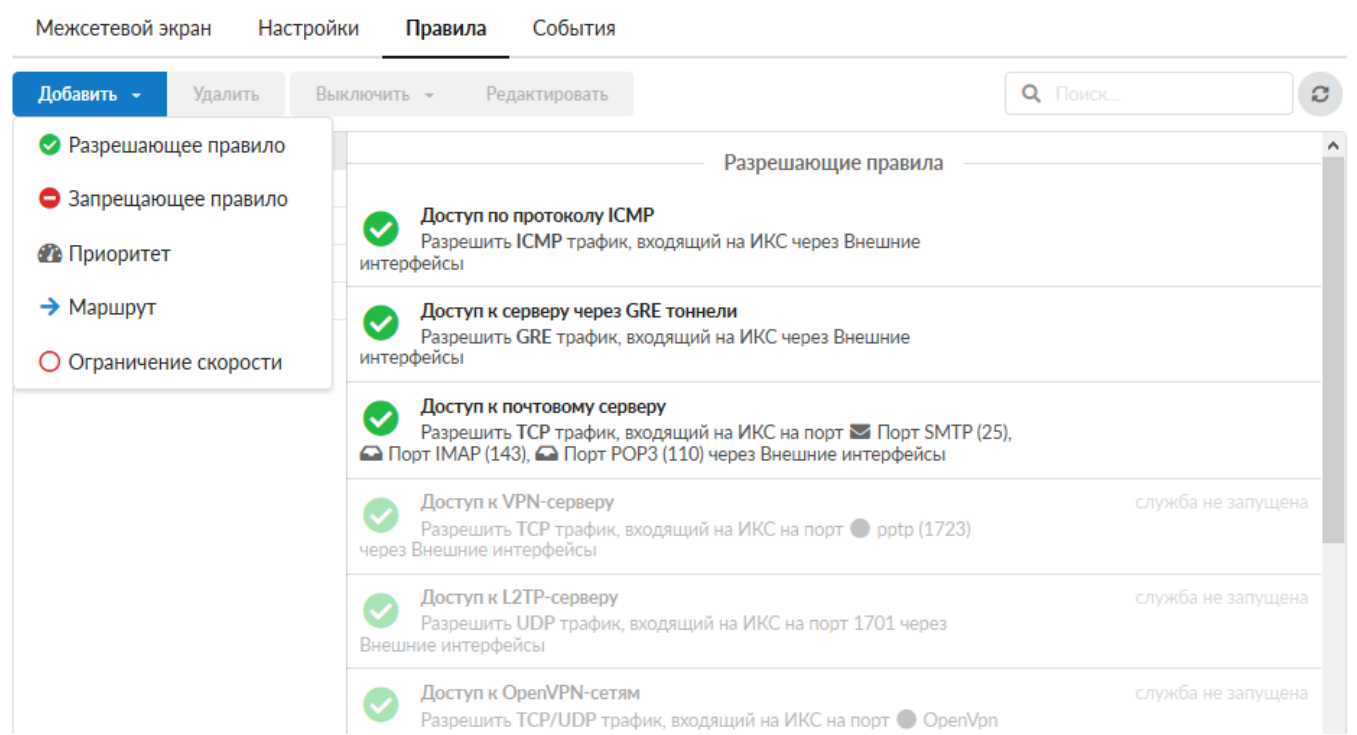 Межсетевой экран Настройки Правила События
Добавить Удалить Выключить Редактировать Поиск...
Разрешающее правило
Запрещающее правило
Приоритет
Маршрут
Ограничение скорости
Разрешающие правила
Доступ по протоколу ICMP
Разрешить ICMP трафик, входящий на ИКС через Внешние
интерфейсы
Доступ к серверу через GRE тоннели
Разрешить GRE трафик, входящий на ИКС через Внешние
интерфейсы
Доступ к почтовому серверу
Разрешить TCP трафик, входящий на ИКС на порт Порт SMTP (25),
Порт IMAP (143), Порт POP3 (110) через Внешние интерфейсы
Доступ к VPN-серверу служба не запущена
Разрешить TCP трафик, входящий на ИКС на порт pptp (1723)
через Внешние интерфейсы
Доступ к L2TP-серверу служба не запущена
Разрешить UDP трафик, входящий на ИКС на порт 1701 через
Внешние интерфейсы
Доступ к OpenVPN-сетям служба не запущена
Разрешить TCP/UDP трафик, входящий на ИКС на порт OpenVpn